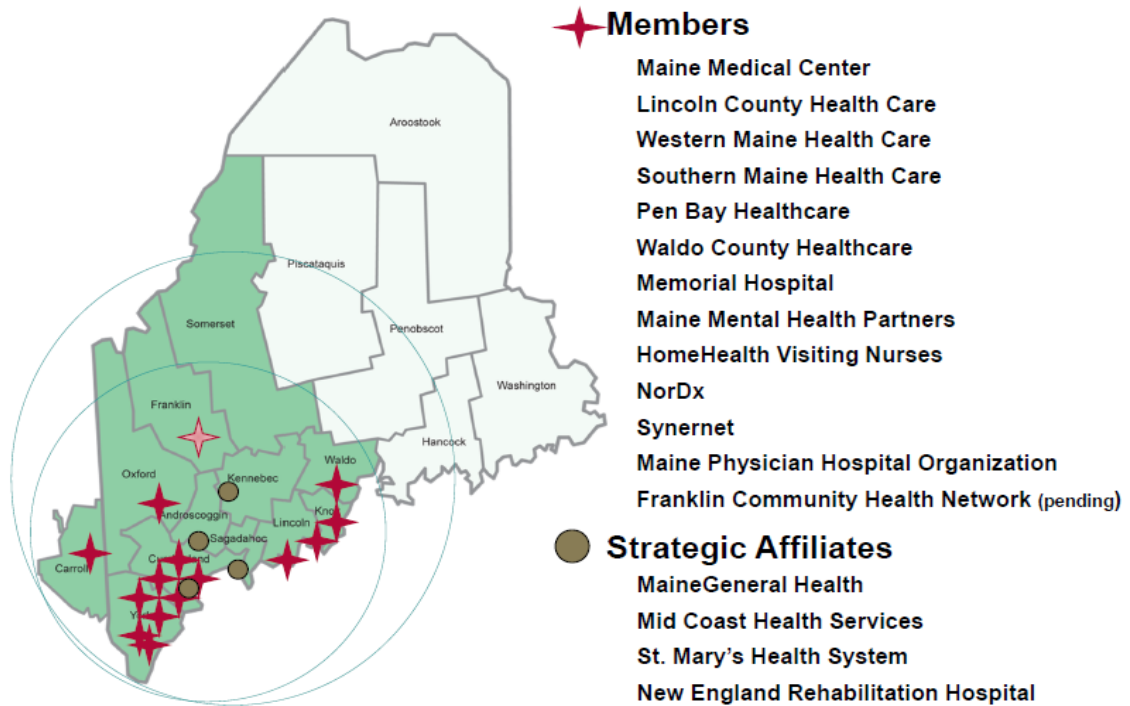 Members
Maine Medical Center
Lincoln County Health Care
Western Maine Health Care
Southern Maine Health Care
Pen Bay Healthcare
Waldo County Healthcare
Memorial Hospital
Maine Mental Health Partners
HomeHealth Visiting Nurses
NorDx
Synernet
Maine Physician Hospital Organization
Franklin Community Health Network (pending)
Strategic Affiliates
MaineGeneral Health
Mid Coast Health Services
St. Mary's Health System
New England Rehabilitation Hospital
Aroostook
Piscataquis
Somerset
Penobscot
Washington
Franklin
Hancock
Waldo
Oxford
Kennebec
Androscoggin
Lincoln
Sagadahoc
Carroll